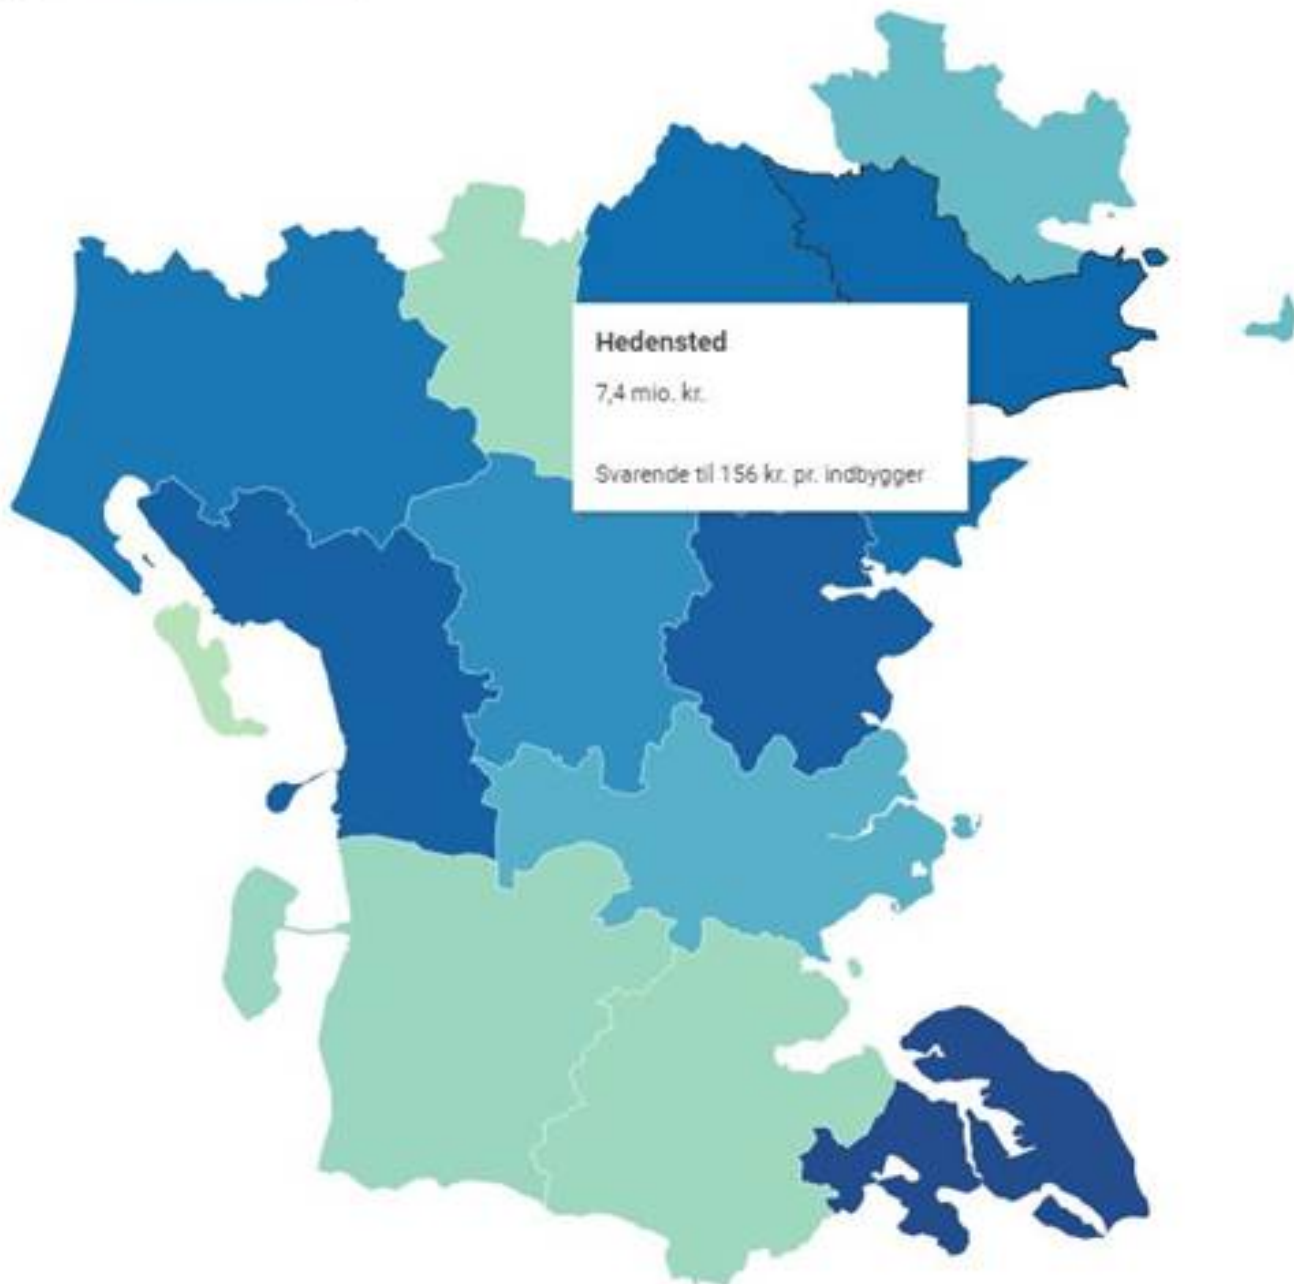 Hedensted
7,4 mio. kr.
Svarende til 156 kr. pr. indbygger